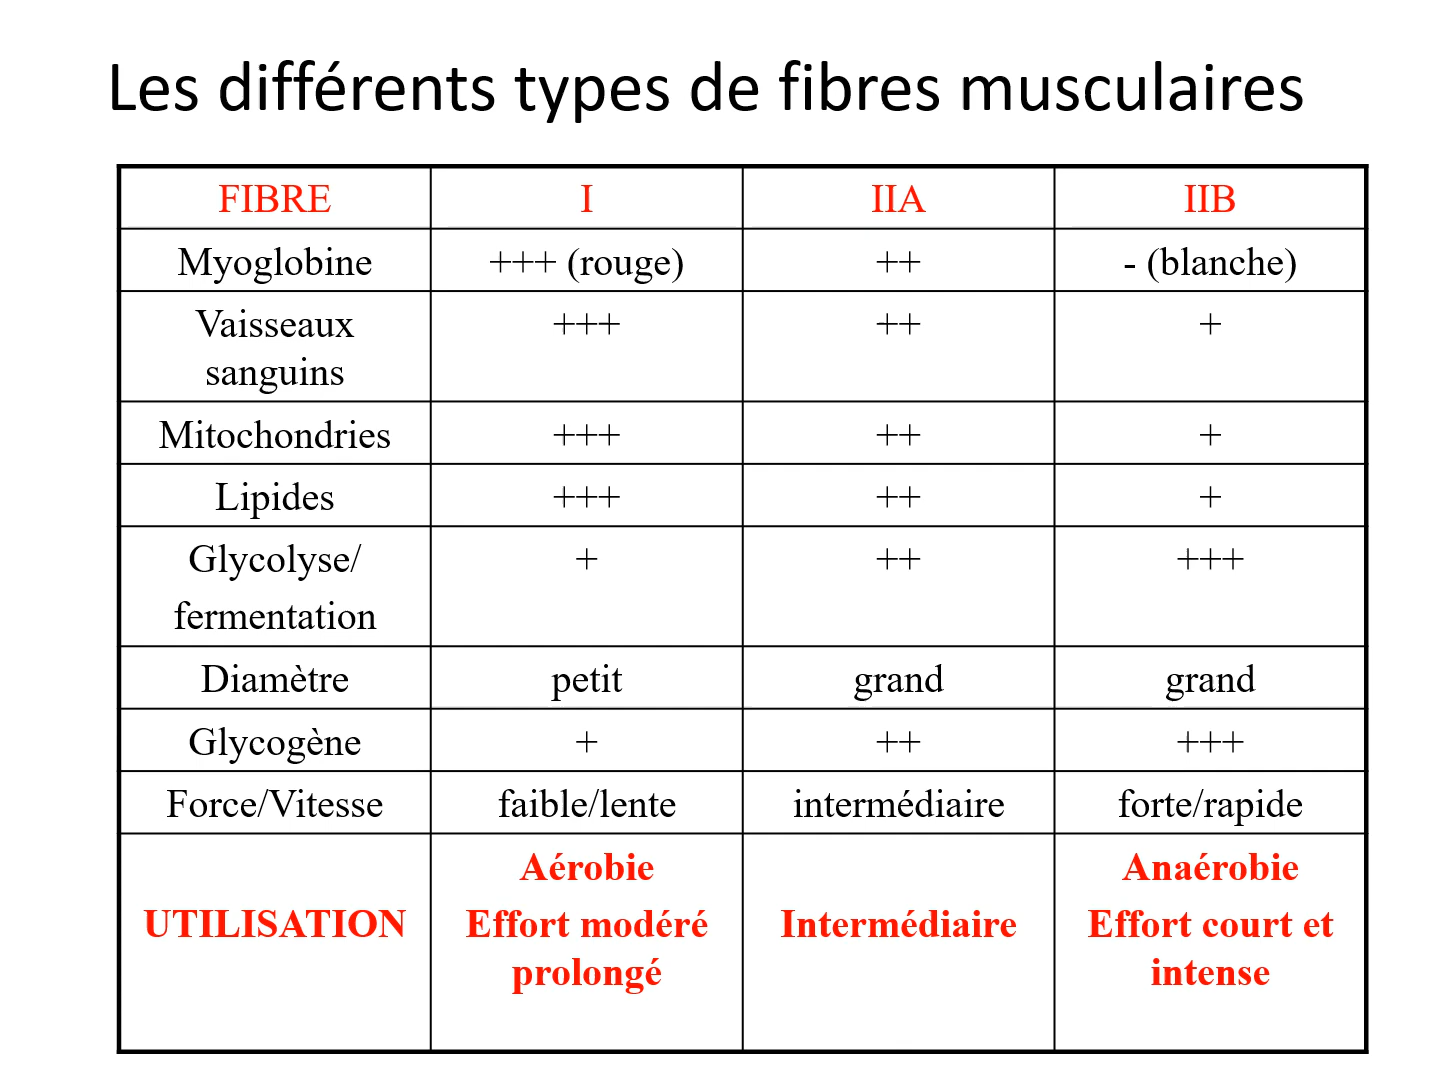 Les différents types de fibres musculaires
FIBRE I IIA IIB
Myoglobine +++ (rouge) ++ - (blanche)
Vaisseaux sanguins +++ ++ +
Mitochondries +++ ++ +
Lipides +++ ++ +
Glycolyse/ fermentation + ++ +++
Diamètre petit grand grand
Glycogène + ++ +++
Force/Vitesse faible/lente intermédiaire forte/rapide
UTILISATION Aérobie Effort modéré prolongé Intermédiaire Anaérobie Effort court et intense